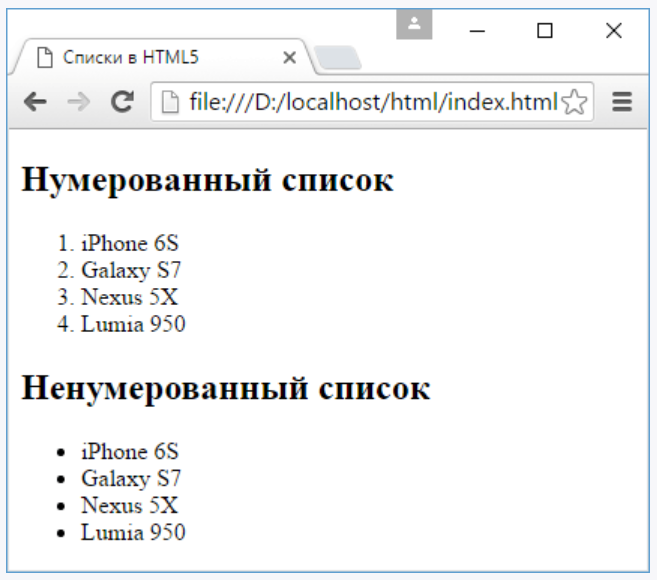 Списки в HTML5
file:///D:/localhost/html/index.html
Нумерованный список
1. iPhone 6S
2. Galaxy S7
3. Nexus 5X
4. Lumia 950
Ненумерованный список
• iPhone 6S
• Galaxy S7
• Nexus 5X
• Lumia 950